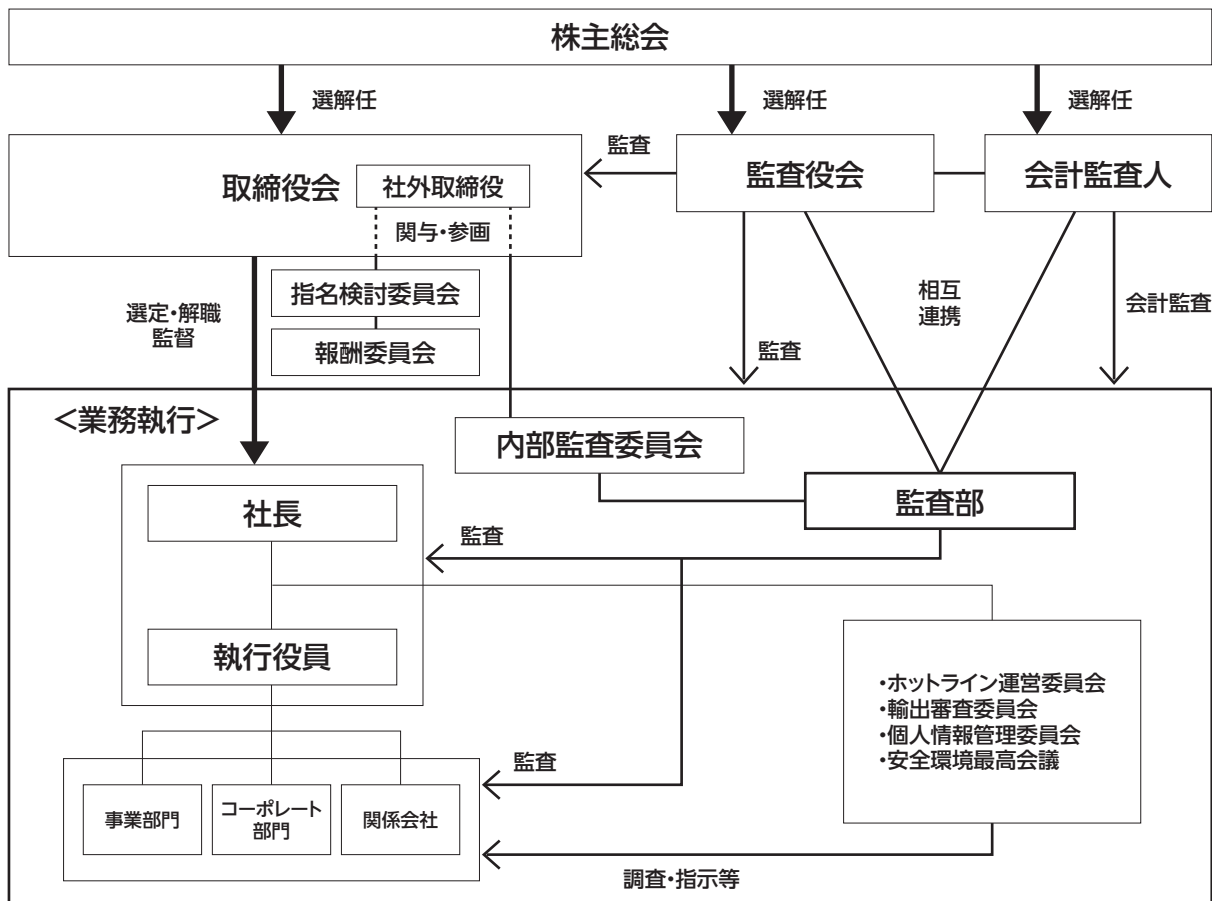 株主総会
選解任
選解任
選解任
監査
取締役会
社外取締役
監査役会
会計監査人
関与・参画
指名検討委員会
選定・解職
監督
報酬委員会
相互
連携
会計監査
監査
＜業務執行＞
内部監査委員会
監査部
社長
監査
執行役員
・ホットライン運営委員会
・輸出審査委員会
・個人情報管理委員会
・安全環境最高会議
監査
事業部門
コーポレート
部門
関係会社
調査・指示等